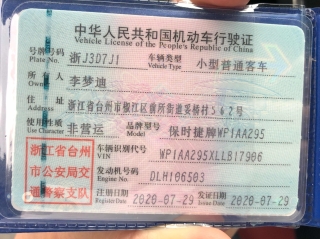 中华人民共和国机动车行驶证
Vehicle License of the People's Republic of China
号牌号码 Plate No. 浙J3D7J1 车辆类型 Vehicle Type 小型普通客车
所有人 Owner 李梦迪
住址 Address 浙江省台州市椒江区前所街道妥桥村562号
使用性质 Use Character 非营运 品牌型号 Model 保时捷牌WP1AA295
浙江省台州市公安局交通警察支队
车辆识别代号 VIN WP1AA295XLLB17906
发动机号码 Engine No. DLH106503
注册日期 Register Date 2020-07-29 发证日期 Issue Date 2020-07-29